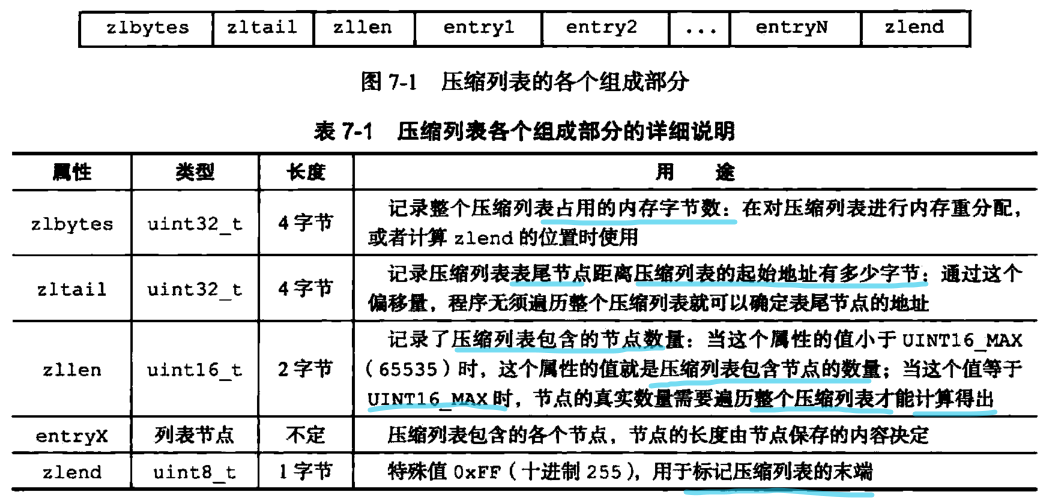 zlbytes zltail zllen entry1 entry2 ... entryN zlend
图 7-1 压缩列表的各个组成部分
表 7-1 压缩列表各个组成部分的详细说明
属性 类型 长度 用 途
zlbytes uint32_t 4 字节 记录整个压缩列表占用的内存字节数：在对压缩列表进行内存重分配，
或者计算 zlend 的位置时使用
zltail uint32_t 4 字节 记录压缩列表表尾节点距离压缩列表的起始地址有多少字节：通过这个
偏移量，程序无须遍历整个压缩列表就可以确定表尾节点的地址
zllen uint16_t 2 字节 记录了压缩列表包含的节点数量：当这个属性的值小于 UINT16_MAX
（65535）时，这个属性的值就是压缩列表包含节点的数量；当这个值等于
UINT16_MAX 时，节点的真实数量需要遍历整个压缩列表才能计算得出
entryX 列表节点 不定 压缩列表包含的各个节点，节点的长度由节点保存的内容决定
zlend uint8_t 1 字节 特殊值 0xFF（十进制 255），用于标记压缩列表的末端